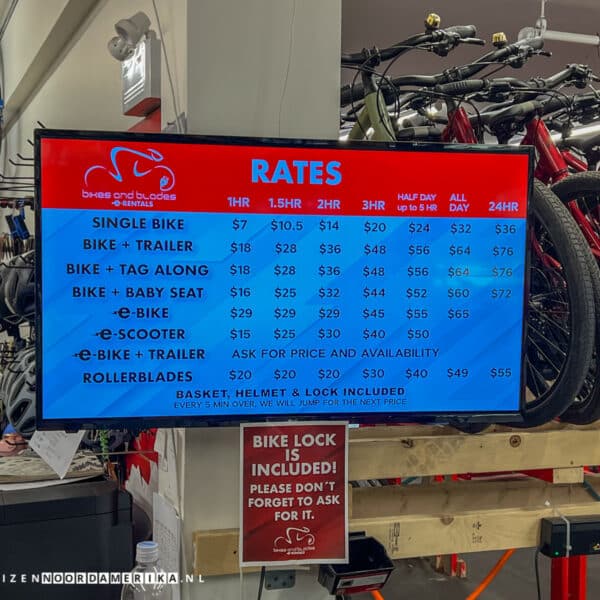 RATES
bikes and blades
e-RENTALS
1HR 1.5HR 2HR 3HR HALF DAY up to 5 HR ALL DAY 24HR
SINGLE BIKE $7 $10.5 $14 $20 $24 $32 $36
BIKE + TRAILER $18 $28 $36 $48 $56 $64 $76
BIKE + TAG ALONG $18 $28 $36 $48 $56 $64 $76
BIKE + BABY SEAT $16 $25 $32 $44 $52 $60 $72
e-BIKE $29 $29 $29 $45 $55 $65
e-SCOOTER $15 $25 $30 $40 $50
e-BIKE + TRAILER ASK FOR PRICE AND AVAILABILITY
ROLLERBLADES $20 $20 $20 $30 $40 $49 $55
BASKET, HELMET & LOCK INCLUDED
EVERY 5 MIN OVER, WE WILL JUMP FOR THE NEXT PRICE
BIKE LOCK
IS
INCLUDED!
PLEASE DON'T
FORGET TO ASK
FOR IT.
bikes and blades
e-RENTALS
IZENNOORDAMERIKA.NL